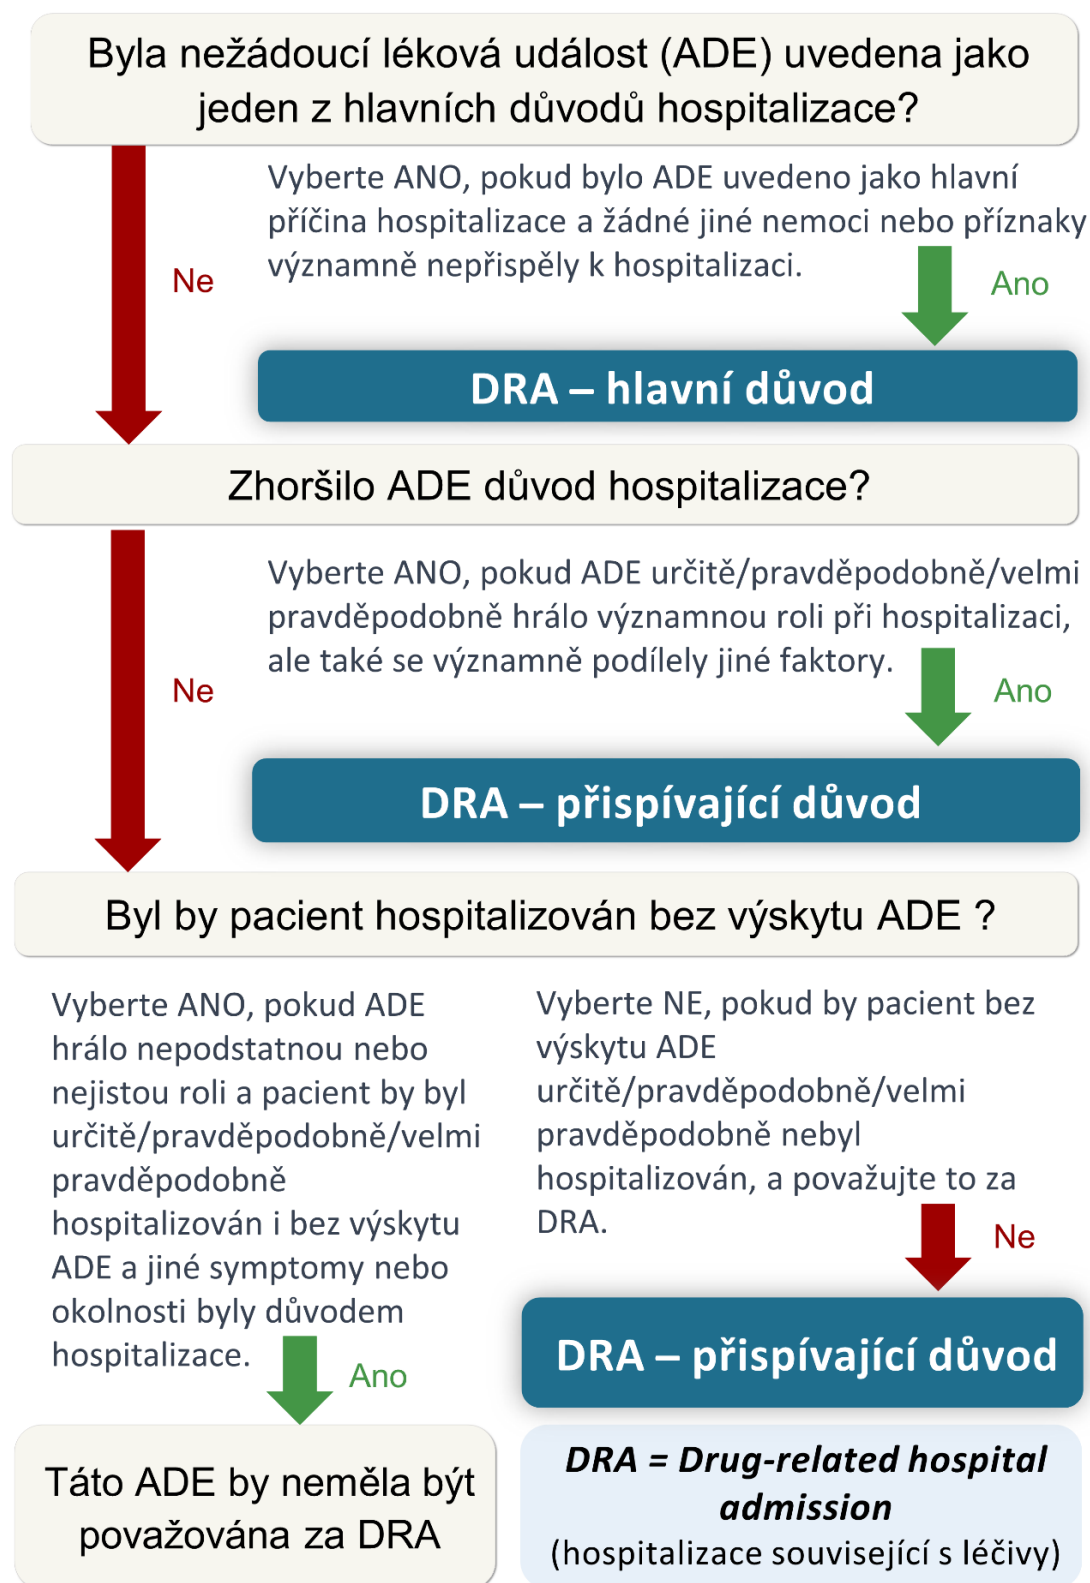 Byla nežádoucí léková událost (ADE) uvedena jako
jeden z hlavních důvodů hospitalizace?
Vyberte ANO, pokud bylo ADE uvedeno jako hlavní
příčina hospitalizace a žádné jiné nemoci nebo příznaky
významně nepřispěly k hospitalizaci.
Ne
Ano
DRA – hlavní důvod
Zhoršilo ADE důvod hospitalizace?
Vyberte ANO, pokud ADE určitě/pravděpodobně/velmi
pravděpodobně hrálo významnou roli při hospitalizaci,
ale také se významně podílely jiné faktory.
Ne
Ano
DRA – přispívající důvod
Byl by pacient hospitalizován bez výskytu ADE ?
Vyberte ANO, pokud ADE
hrálo nepodstatnou nebo
nejistou roli a pacient by byl
určitě/pravděpodobně/velmi
pravděpodobně
hospitalizován i bez výskytu
ADE a jiné symptomy nebo
okolnosti byly důvodem
hospitalizace.
Ano
Táto ADE by neměla být
považována za DRA
Vyberte NE, pokud by pacient bez
výskytu ADE
určitě/pravděpodobně/velmi
pravděpodobně nebyl
hospitalizován, a považujte to za
DRA.
Ne
DRA – přispívající důvod
DRA = Drug-related hospital
admission
(hospitalizace související s léčivy)